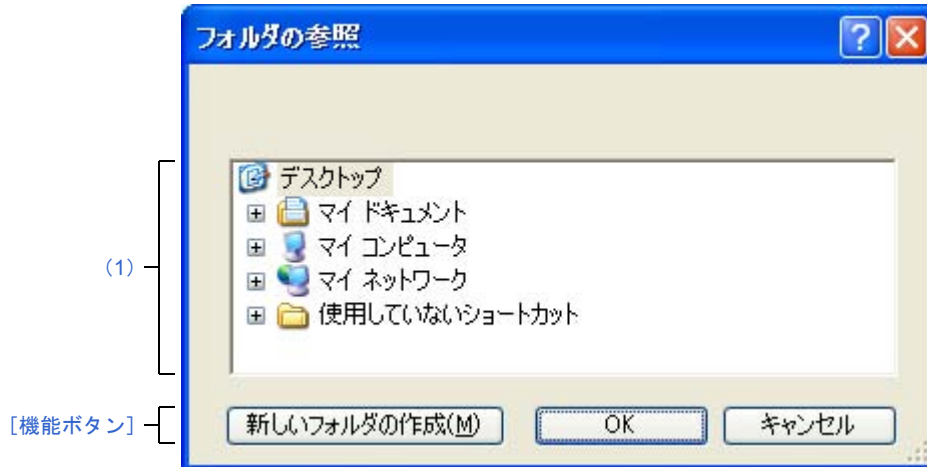 フォルダの参照
デスクトップ
マイ ドキュメント
マイ コンピュータ
(1)
マイ ネットワーク
使用していないショートカット
[機能ボタン]
新しいフォルダの作成(M)
OK
キャンセル